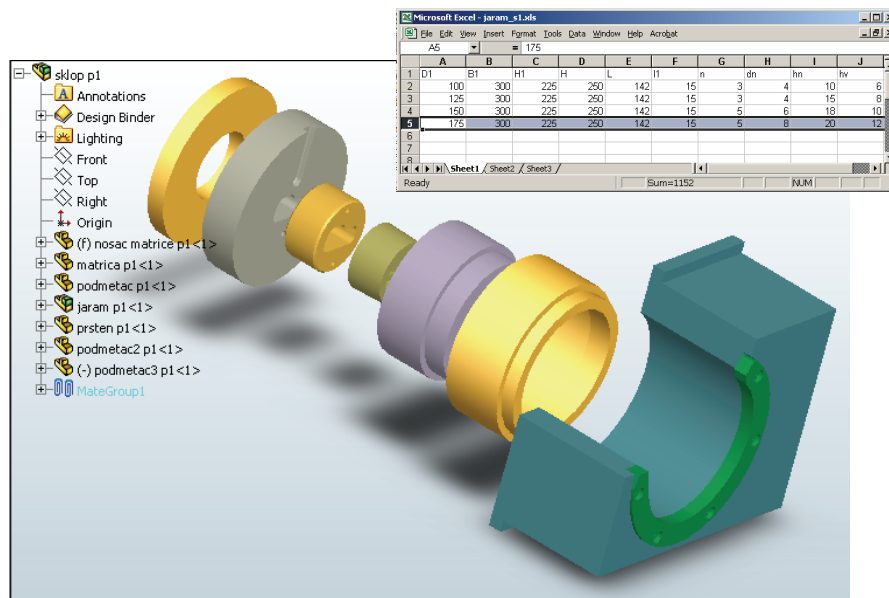 Microsoft Excel - jaram_s1.xls
File Edit View Insert Format Tools Data Window Help Acrobat
A5 = 175
A B C D E F G H I J
1 D1 B1 H1 H L l1 n dn hn hv
2 100 300 225 250 142 15 3 4 10 6
3 125 300 225 250 142 15 3 4 15 8
4 150 300 225 250 142 15 5 6 18 10
5 175 300 225 250 142 15 5 8 20 12
6
7
8
Sheet1 Sheet2 Sheet3
Ready Sum=1152 NUM
sklop p1
A Annotations
Design Binder
Lighting
Front
Top
Right
Origin
(f) nosac matrice p1<1>
matrica p1<1>
podmetac p1<1>
jaram p1<1>
prsten p1<1>
podmetac2 p1<1>
(-) podmetac3 p1<1>
MateGroup1